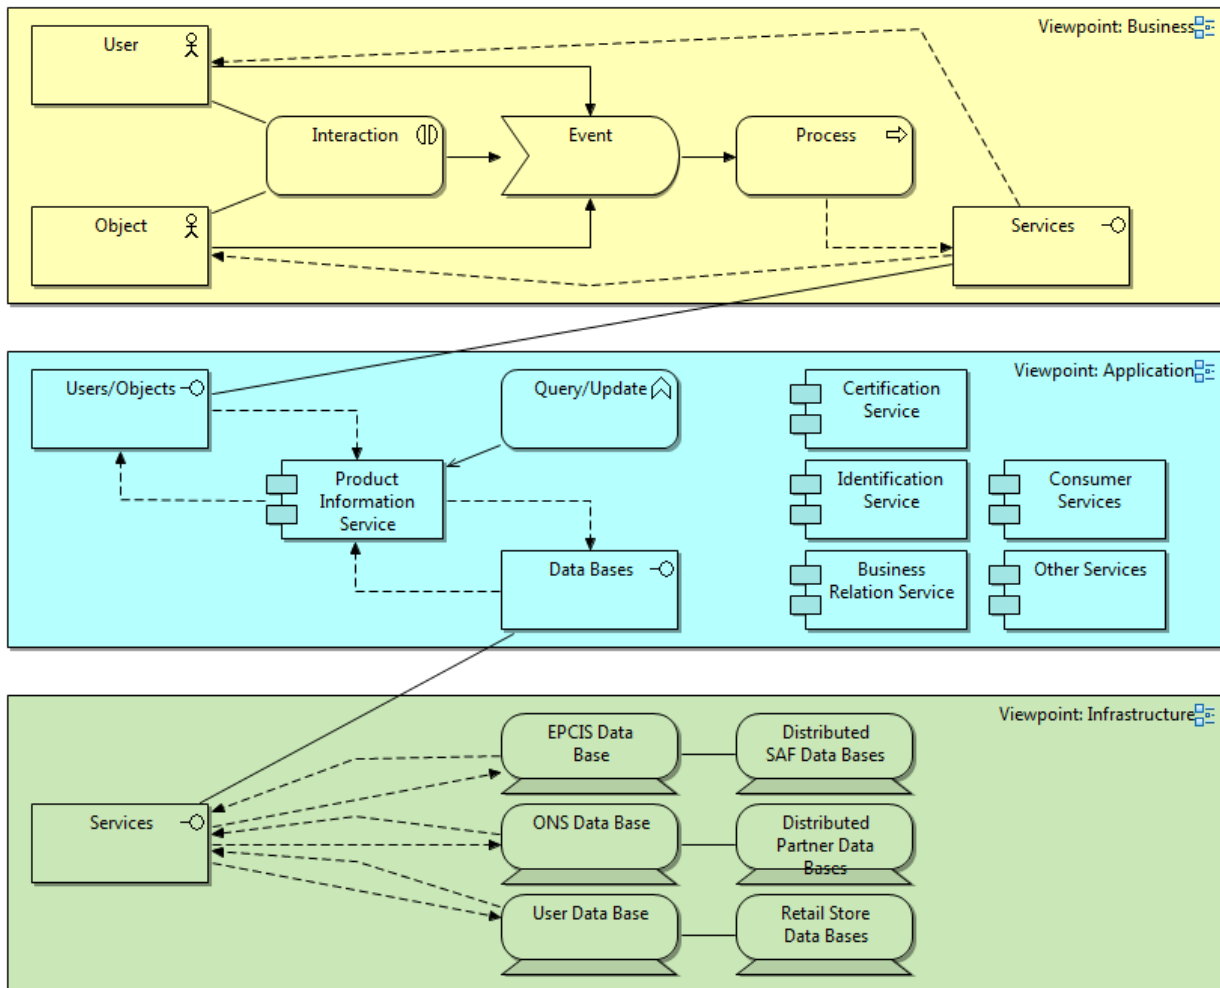 Viewpoint: Business
User
Interaction
Event
Process
Object
Services
Viewpoint: Application
Users/Objects
Query/Update
Certification
Service
Product
Information
Service
Identification
Service
Consumer
Services
Data Bases
Business
Relation Service
Other Services
Viewpoint: Infrastructure
EPCIS Data
Base
Distributed
SAF Data Bases
Services
ONS Data Base
Distributed
Partner Data
Bases
User Data Base
Retail Store
Data Bases